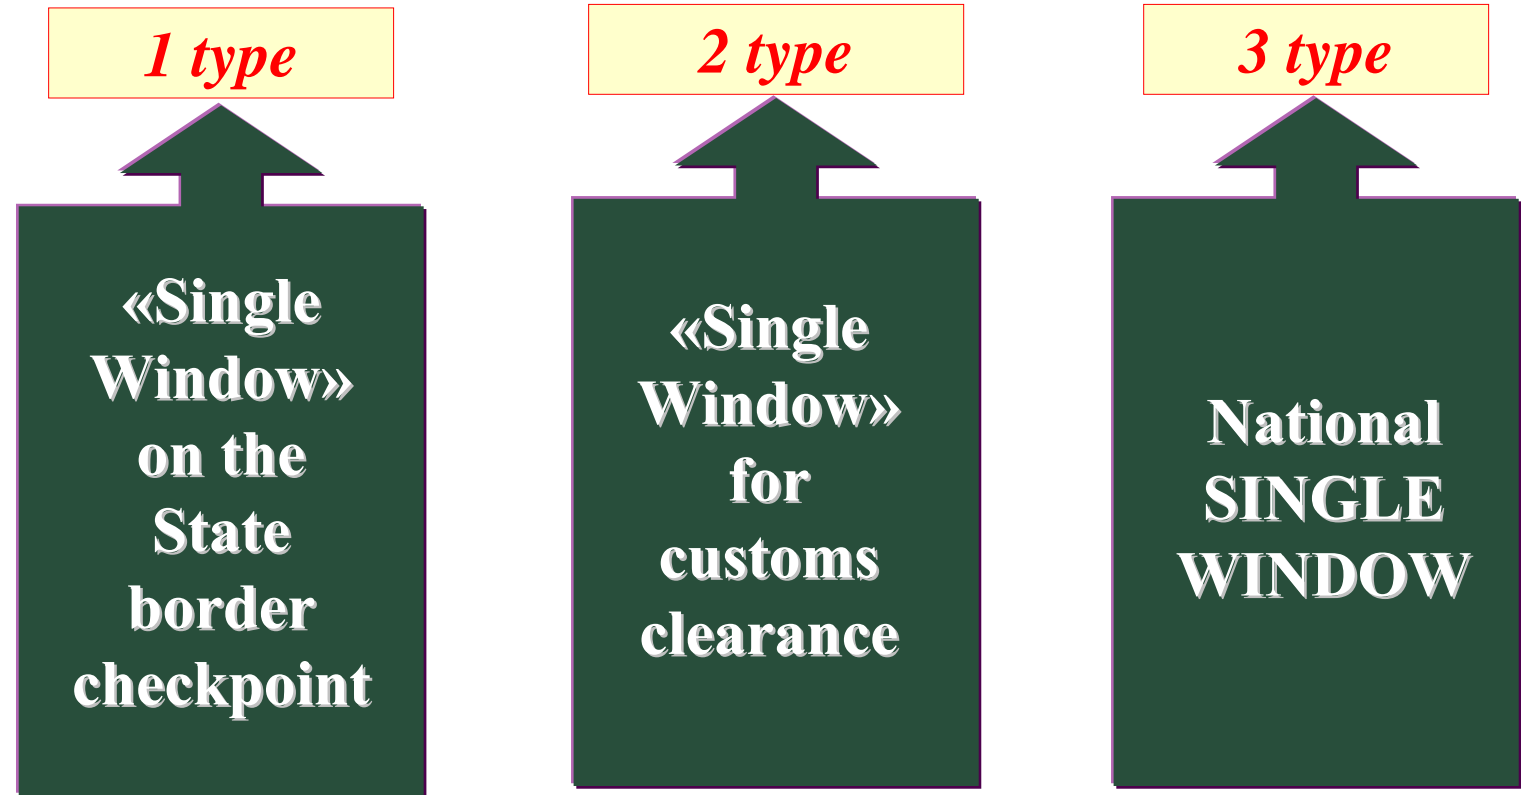 1 type
«Single
Window»
on the
State
border
checkpoint
2 type
«Single
Window»
for
customs
clearance
3 type
National
SINGLE
WINDOW